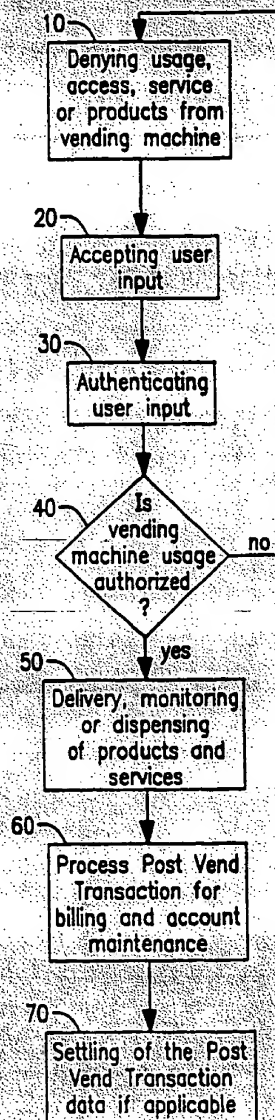 10
Denying usage,
access, service
or products from
vending machine
20
Accepting user
input
30
Authenticating
user input
40
Is
vending
machine usage
authorized
?
no
yes
50
Delivery, monitoring
or dispensing
of products and
services
60
Process Post Vend
Transaction for
billing and account
maintenance
70
Settling of the Post
Vend Transaction
data if applicable